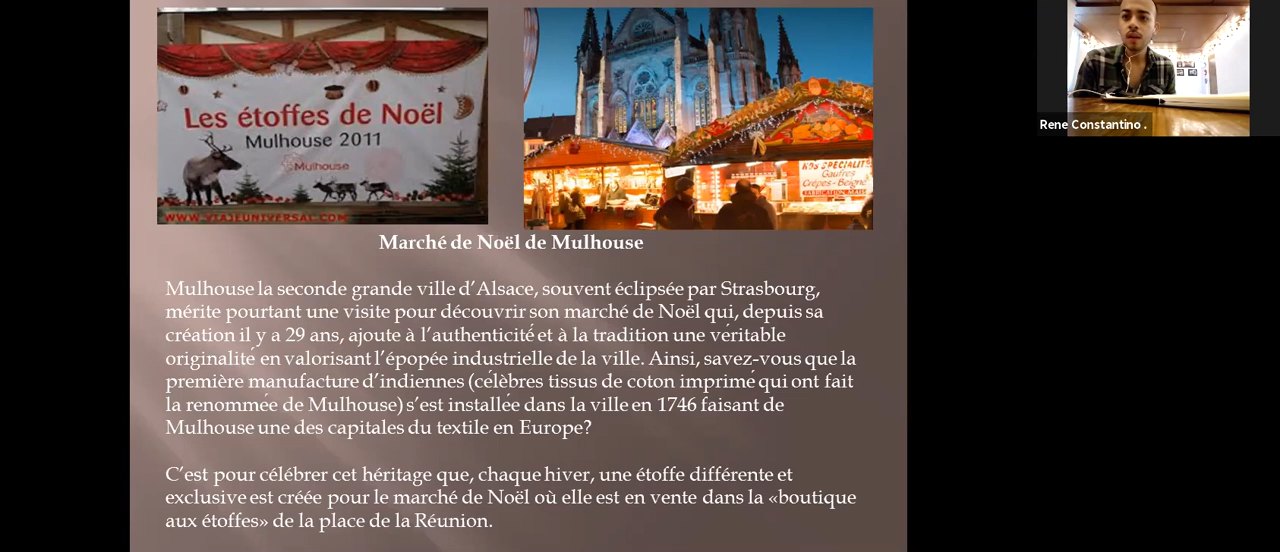 Les étoffes de Noël
Mulhouse 2011
Mulhouse
WWW.VIAJEUNIVERSAL.COM
NOS SPECIALITÉS
Gaufres
Crêpes - Beignets
FABRICATION MAISON
Rene Constantino .
Marché de Noël de Mulhouse
Mulhouse la seconde grande ville d’Alsace, souvent éclipsée par Strasbourg,
mérite pourtant une visite pour découvrir son marché de Noël qui, depuis sa
création il y a 29 ans, ajoute à l’authenticité et à la tradition une véritable
originalité en valorisant l’épopée industrielle de la ville. Ainsi, savez-vous que la
première manufacture d’indiennes (célèbres tissus de coton imprimé qui ont fait
la renommée de Mulhouse) s’est installée dans la ville en 1746 faisant de
Mulhouse une des capitales du textile en Europe?
C’est pour célébrer cet héritage que, chaque hiver, une étoffe différente et
exclusive est créée pour le marché de Noël où elle est en vente dans la «boutique
aux étoffes» de la place de la Réunion.